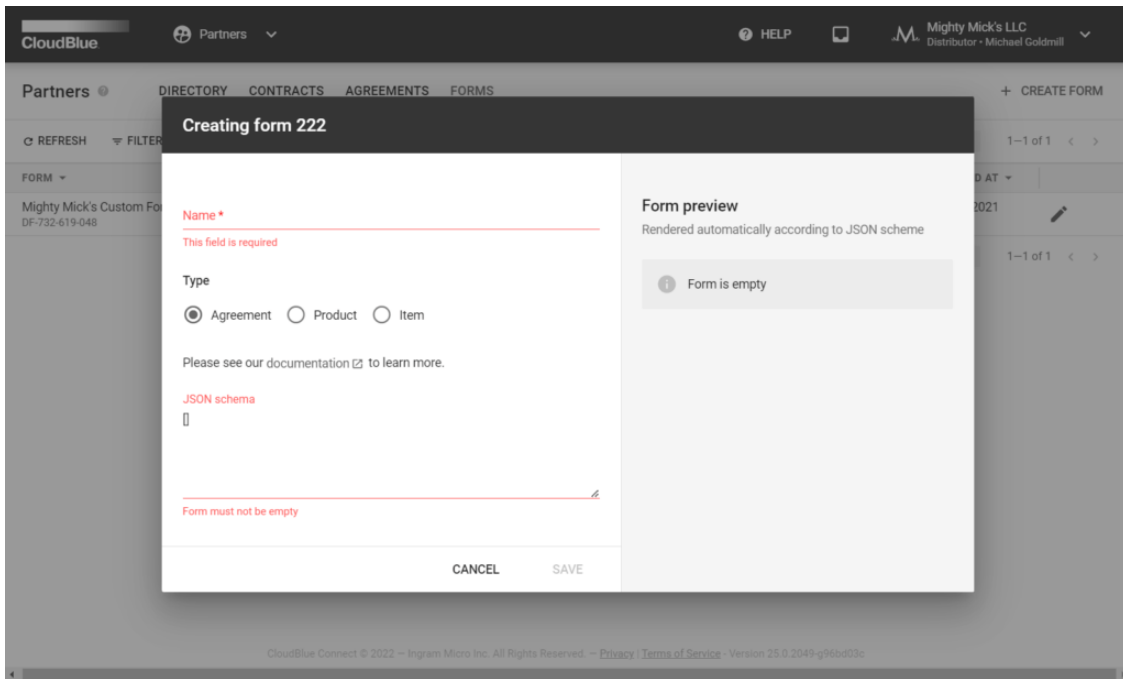 CloudBlue
Partners
HELP
Mighty Mick's LLC
Distributor • Michael Goldmill
Partners
DIRECTORY CONTRACTS AGREEMENTS FORMS
+ CREATE FORM
REFRESH
FILTER
1–1 of 1
FORM
D AT
Mighty Mick's Custom Fo
DF-732-619-048
2021
1–1 of 1
Creating form 222
Name *
This field is required
Type
Agreement Product Item
Please see our documentation to learn more.
JSON schema
[]
Form must not be empty
CANCEL SAVE
Form preview
Rendered automatically according to JSON scheme
Form is empty
CloudBlue Connect © 2022 — Ingram Micro Inc. All Rights Reserved. — Privacy | Terms of Service · Version 25.0.2049-g96bd03c